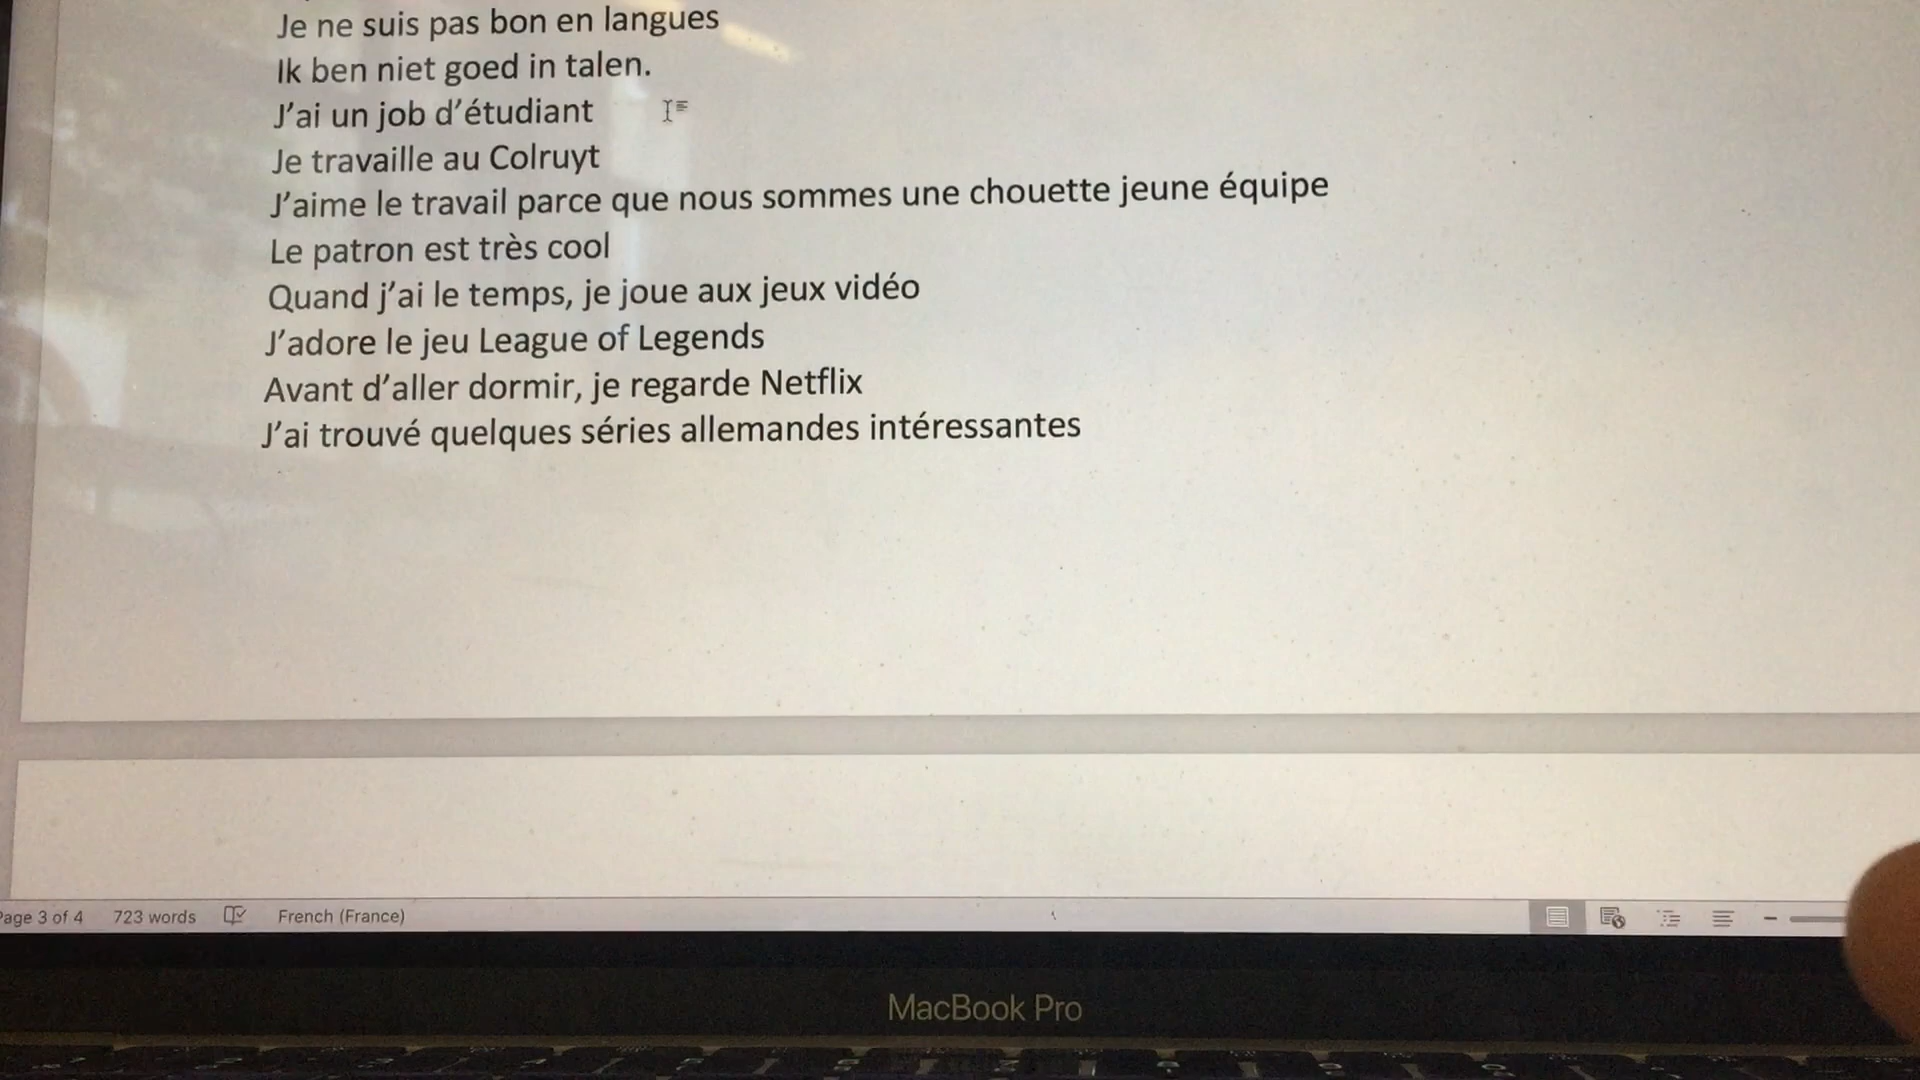 Je ne suis pas bon en langues
Ik ben niet goed in talen.
J’ai un job d’étudiant
Je travaille au Colruyt
J’aime le travail parce que nous sommes une chouette jeune équipe
Le patron est très cool
Quand j’ai le temps, je joue aux jeux vidéo
J’adore le jeu League of Legends
Avant d’aller dormir, je regarde Netflix
J’ai trouvé quelques séries allemandes intéressantes
Page 3 of 4 723 words French (France)
MacBook Pro